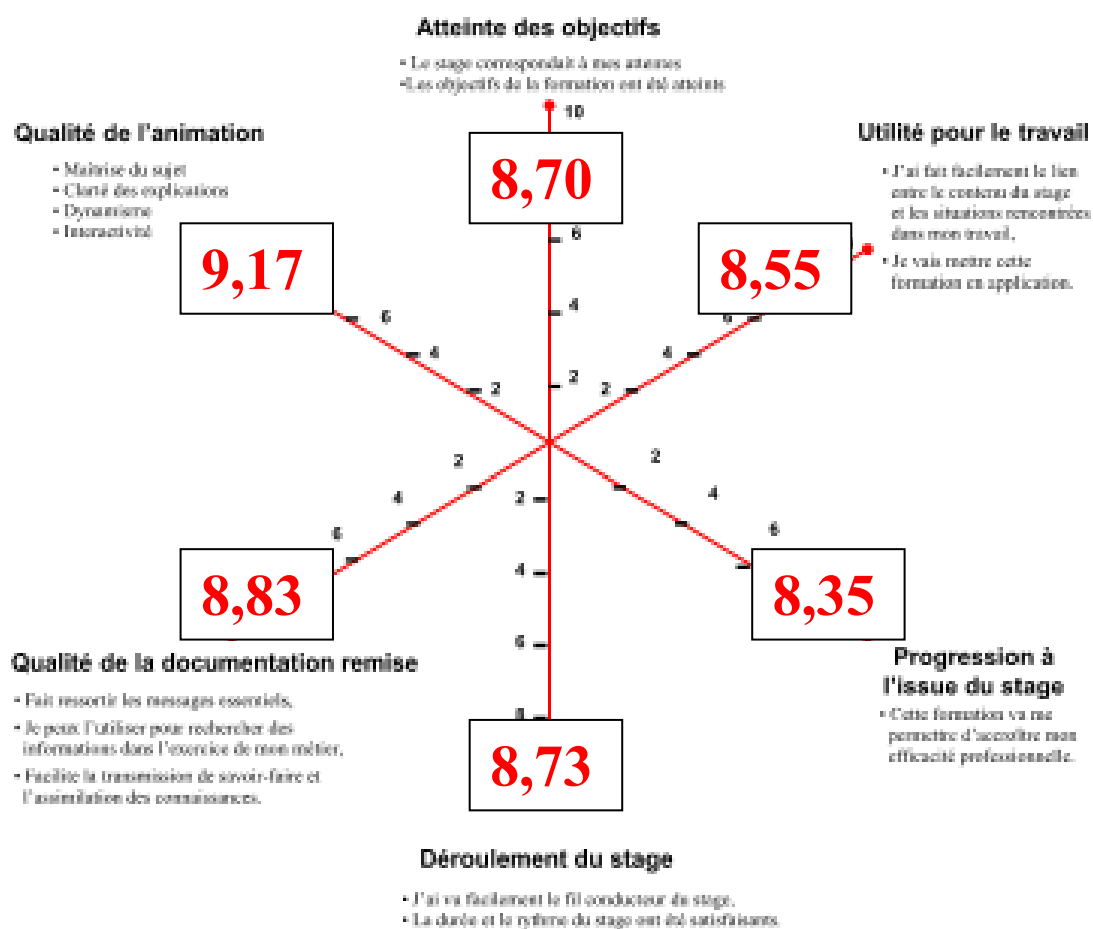 Atteinte des objectifs
• Le stage correspondait à mes attentes
•Les objectifs de la formation ont été atteints
10
8,70
6
4
2
Qualité de l'animation
• Maîtrise du sujet
• Clarté des explications
• Dynamisme
• Interactivité
9,17
6
4
2
Utilité pour le travail
• J'ai fait facilement le lien
entre le contenu du stage
et les situations rencontrées
dans mon travail.
• Je vais mettre cette
formation en application.
8,55
6
4
2
2
4
6
8,83
Qualité de la documentation remise
• Fait ressortir les messages essentiels.
• Je peux l'utiliser pour rechercher des
informations dans l'exercice de mon métier.
• Facilite la transmission de savoir-faire et
l'assimilation des connaissances.
2
4
6
8
8,73
Déroulement du stage
• J'ai vu facilement le fil conducteur du stage.
• La durée et le rythme du stage ont été satisfaisants.
2
4
6
8,35
Progression à
l'issue du stage
• Cette formation va me
permettre d'accroître mon
efficacité professionnelle.